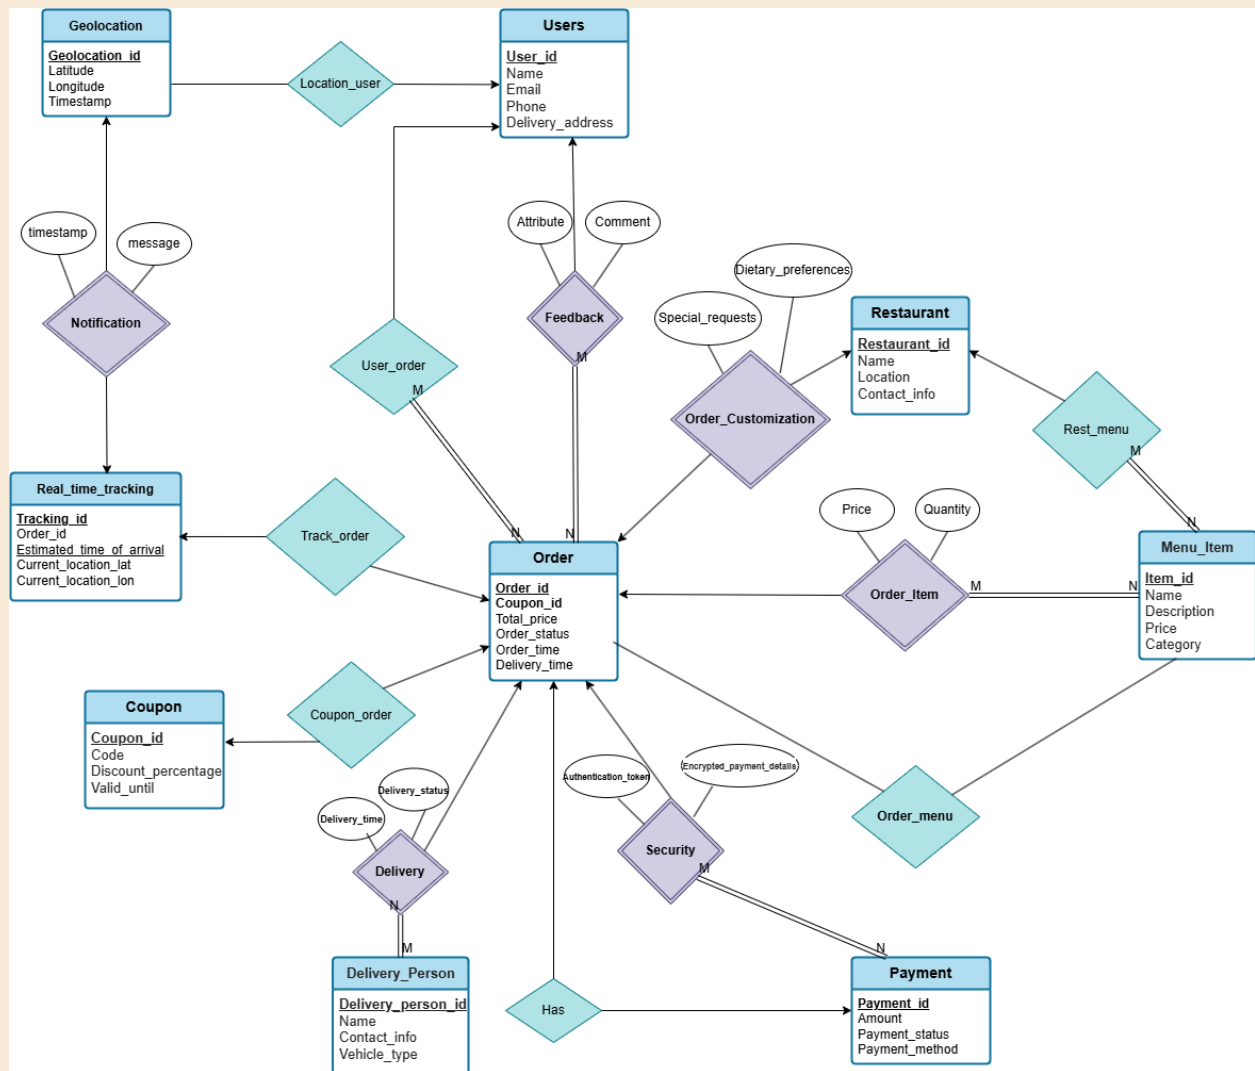 Geolocation
Geolocation_id
Latitude
Longitude
Timestamp
Location_user
Users
User_id
Name
Email
Phone
Delivery_address
timestamp
message
Notification
Attribute
Comment
Feedback
M
User_order
M
Dietary_preferences
Special_requests
Order_Customization
Restaurant
Restaurant_id
Name
Location
Contact_info
Rest_menu
M
N
Real_time_tracking
Tracking_id
Order_id
Estimated_time_of_arrival
Current_location_lat
Current_location_lon
Track_order
N
N
Order
Order_id
Coupon_id
Total_price
Order_status
Order_time
Delivery_time
Price
Quantity
Order_Item
M
N
Menu_Item
Item_id
Name
Description
Price
Category
Coupon
Coupon_id
Code
Discount_percentage
Valid_until
Coupon_order
Delivery_status
Delivery_time
Delivery
N
M
Authentication_token
Encrypted_payment_details
Security
M
N
Order_menu
Delivery_Person
Delivery_person_id
Name
Contact_info
Vehicle_type
Has
Payment
Payment_id
Amount
Payment_status
Payment_method